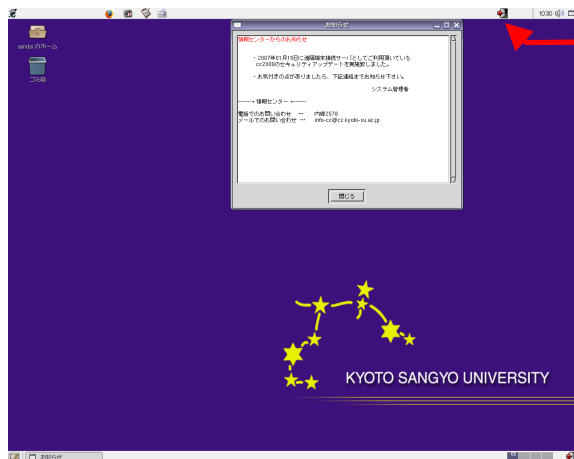 10:30
sendai のホーム
ゴミ箱
お知らせ
情報センターからのお知らせ
・2007年01月15日に遠隔端末接続サーバとしてご利用頂いている
cc2000のセキュリティアップデートを実施致しました。
・お気付きの点がありましたら、下記連絡までお知らせ下さい。
システム管理者
------+ 情報センター +------
電話でのお問い合わせ --- 内線2578
メールでのお問い合わせ --- info-cc@cc.kyoto-su.ac.jp
閉じる
KYOTO SANGYO UNIVERSITY
お知らせ